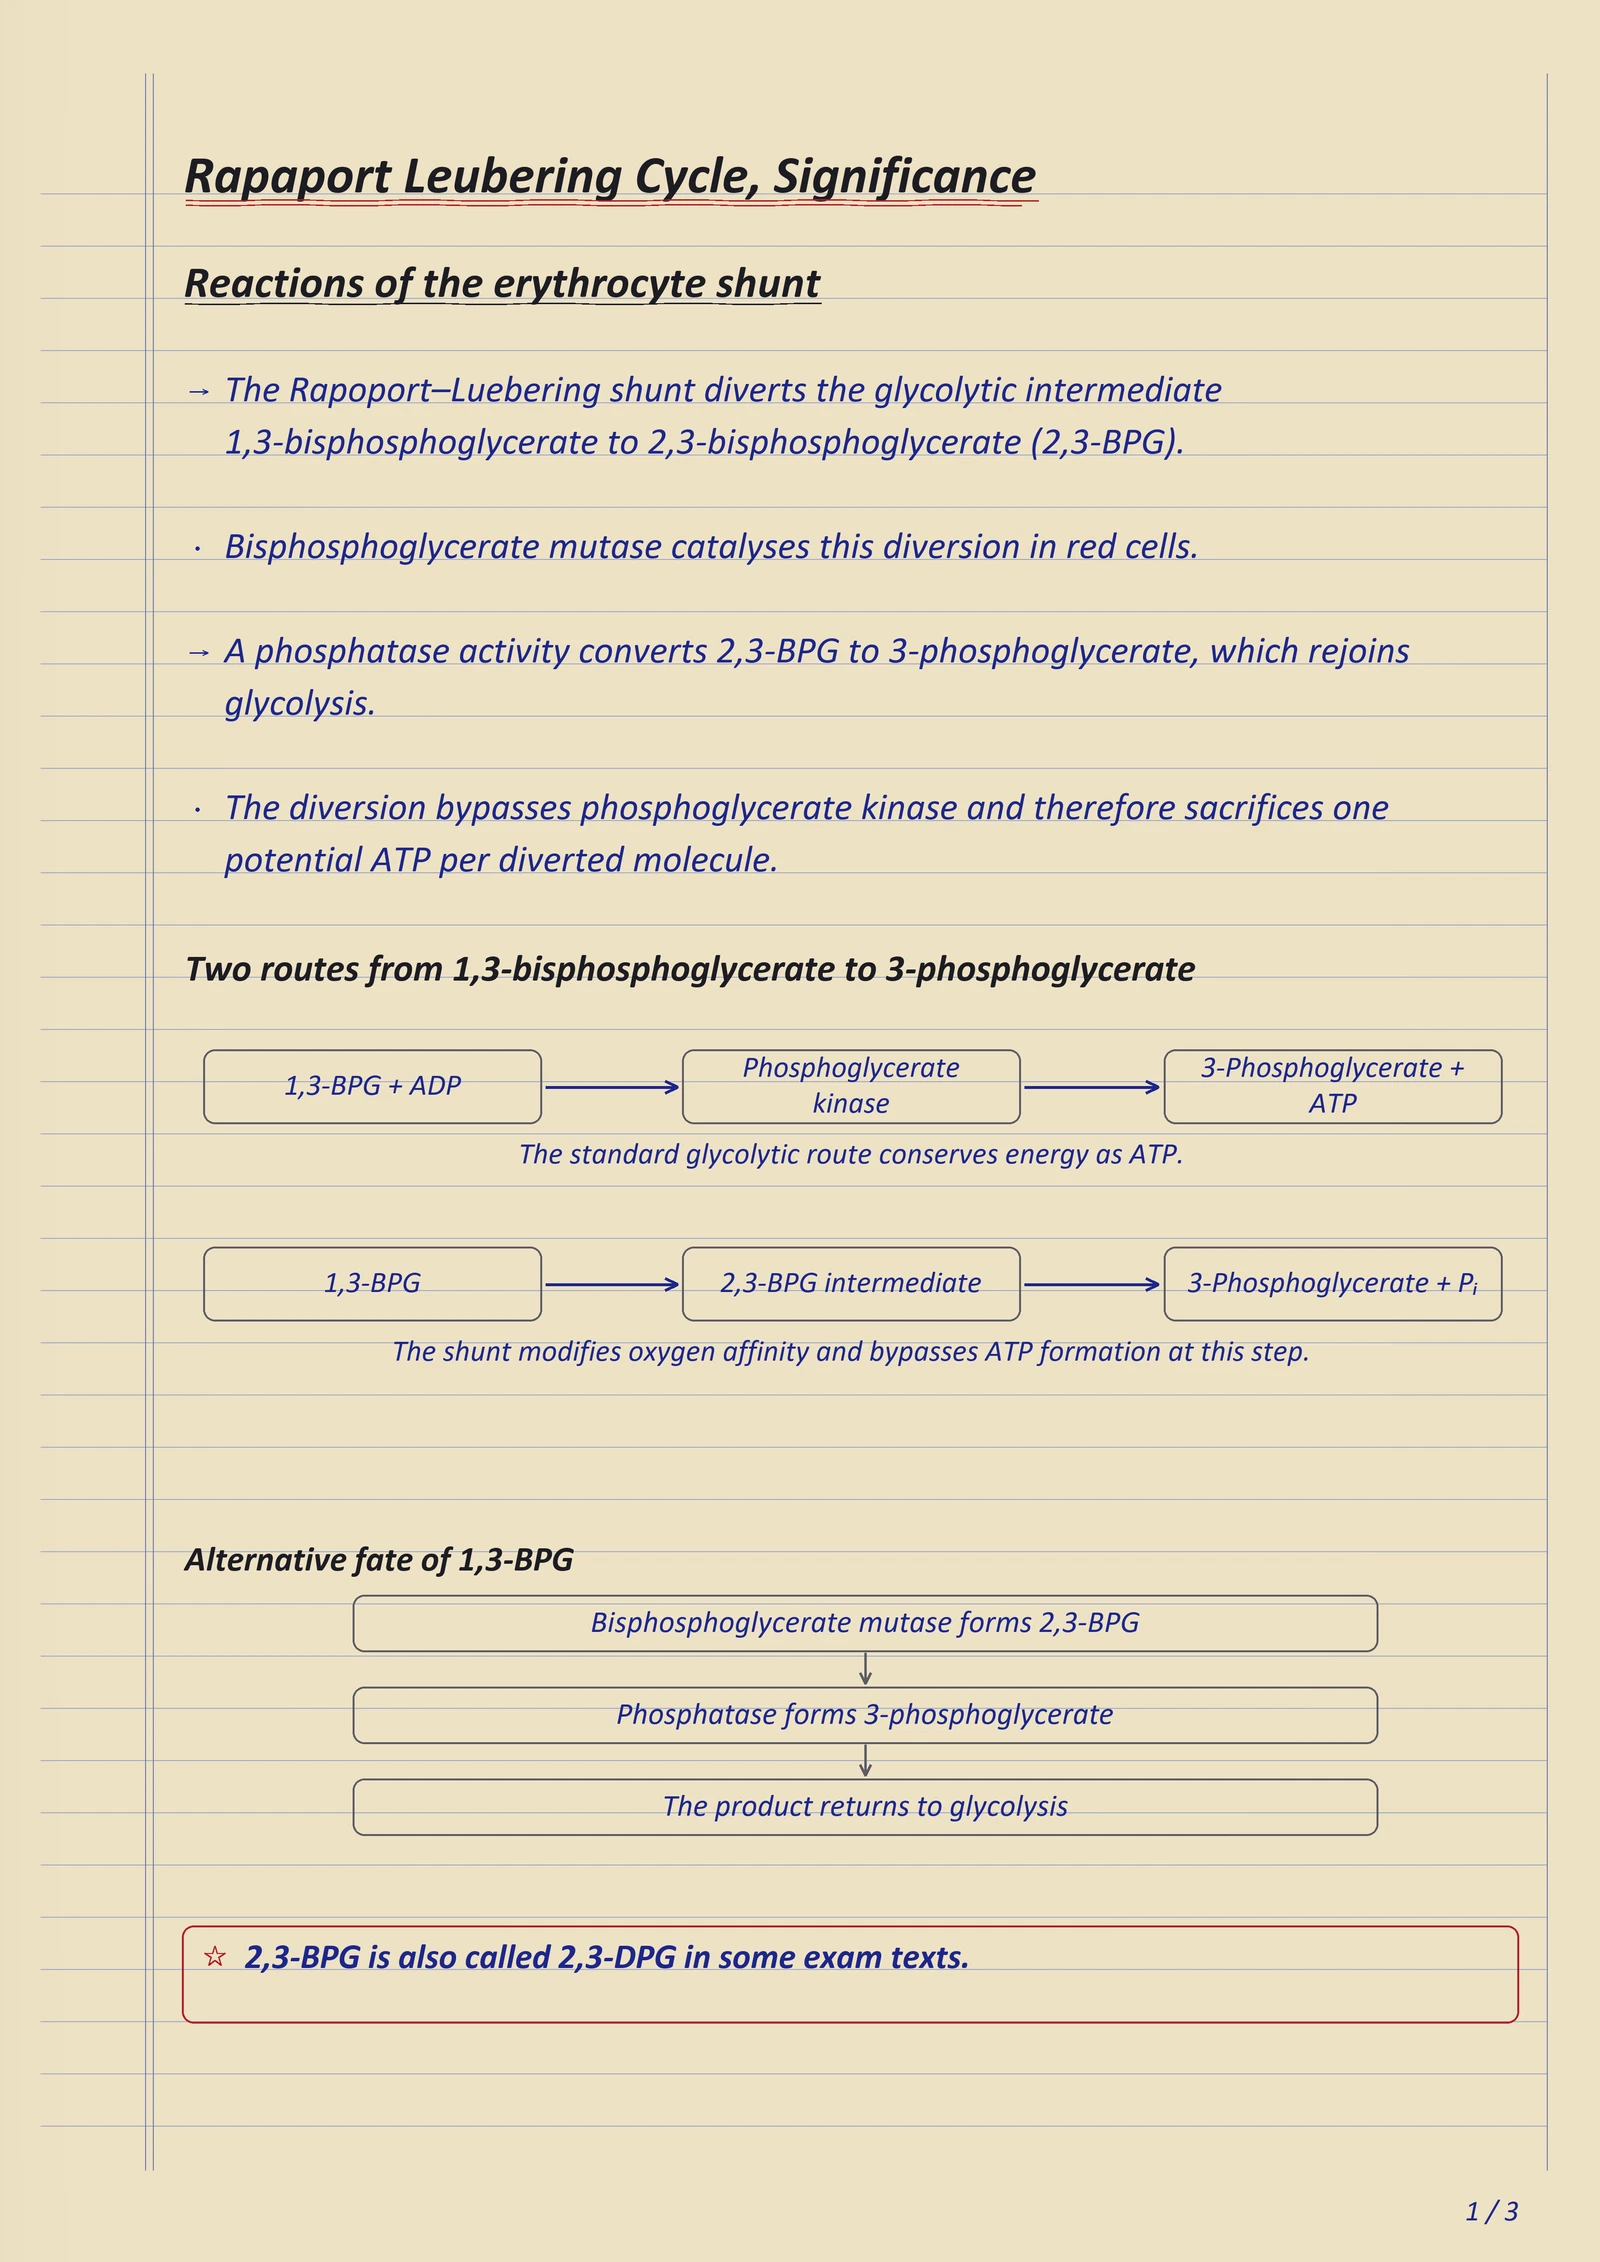 Rapaport Leubering Cycle, Significance
Reactions of the erythrocyte shunt
→ The Rapoport–Luebering shunt diverts the glycolytic intermediate
1,3-bisphosphoglycerate to 2,3-bisphosphoglycerate (2,3-BPG).
· Bisphosphoglycerate mutase catalyses this diversion in red cells.
→ A phosphatase activity converts 2,3-BPG to 3-phosphoglycerate, which rejoins
glycolysis.
· The diversion bypasses phosphoglycerate kinase and therefore sacrifices one
potential ATP per diverted molecule.
Two routes from 1,3-bisphosphoglycerate to 3-phosphoglycerate
1,3-BPG + ADP
Phosphoglycerate
kinase
3-Phosphoglycerate +
ATP
The standard glycolytic route conserves energy as ATP.
1,3-BPG
2,3-BPG intermediate
3-Phosphoglycerate + Pᵢ
The shunt modifies oxygen affinity and bypasses ATP formation at this step.
Alternative fate of 1,3-BPG
Bisphosphoglycerate mutase forms 2,3-BPG
Phosphatase forms 3-phosphoglycerate
The product returns to glycolysis
☆ 2,3-BPG is also called 2,3-DPG in some exam texts.
1 / 3